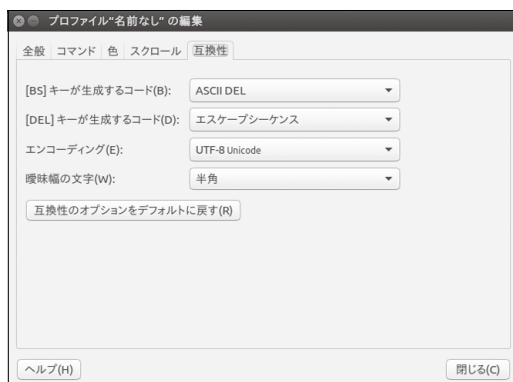 プロファイル“名前なし” の編集
全般 コマンド 色 スクロール 互換性
[BS] キーが生成するコード(B): ASCII DEL
[DEL] キーが生成するコード(D): エスケープシーケンス
エンコーディング(E): UTF-8 Unicode
曖昧幅の文字(W): 半角
互換性のオプションをデフォルトに戻す(R)
ヘルプ(H) 閉じる(C)